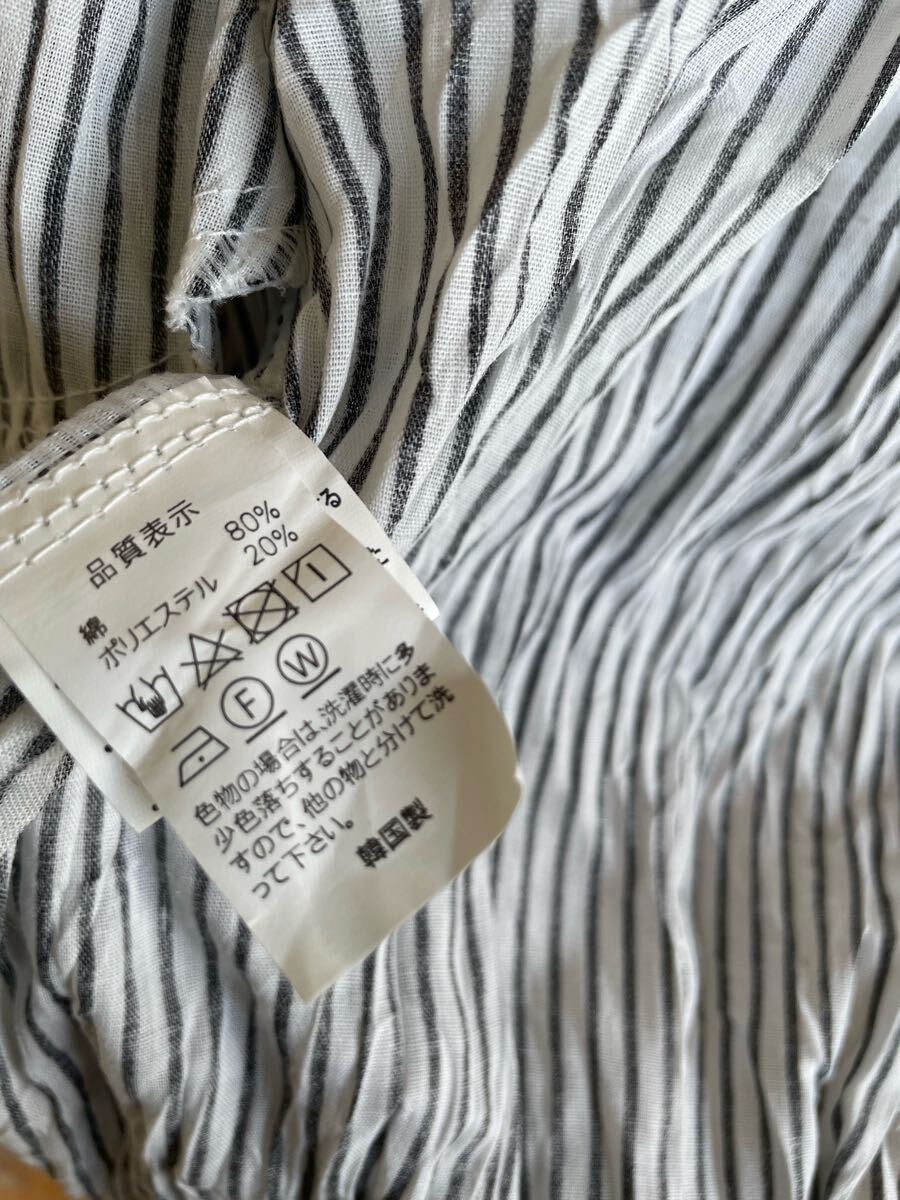 品質表示
綿 80%
ポリエステル 20%
F W
色物の場合は、洗濯時に多
少色落ちすることがありま
すので、他の物と分けて洗
って下さい。
韓国製
る